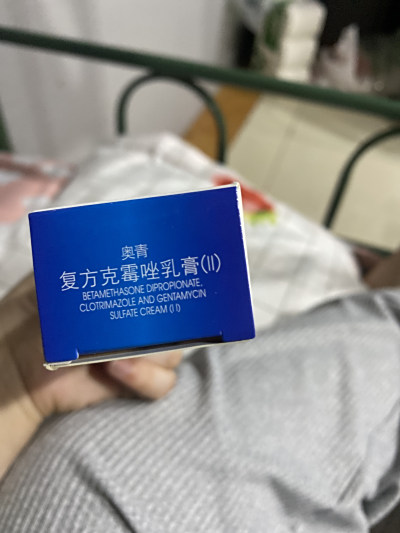 奥青
复方克霉唑乳膏(II)
BETAMETHASONE DIPROPIONATE,
CLOTRIMAZOLE AND GENTAMYCIN
SULFATE CREAM (II)